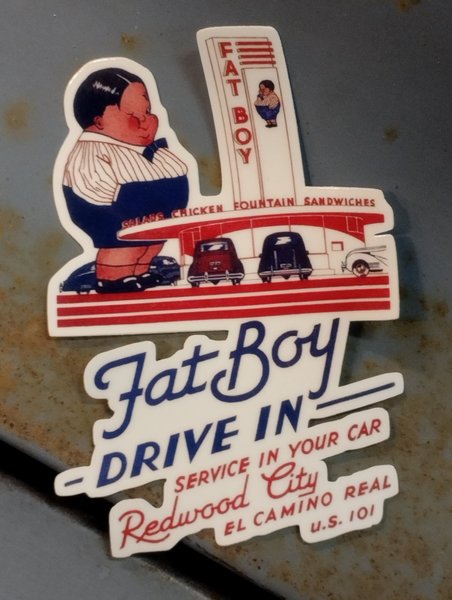 FAT BOY
SALADS CHICKEN FOUNTAIN SANDWICHES
Fat Boy
- DRIVE IN
SERVICE IN YOUR CAR
Redwood City
EL CAMINO REAL
U.S. 101